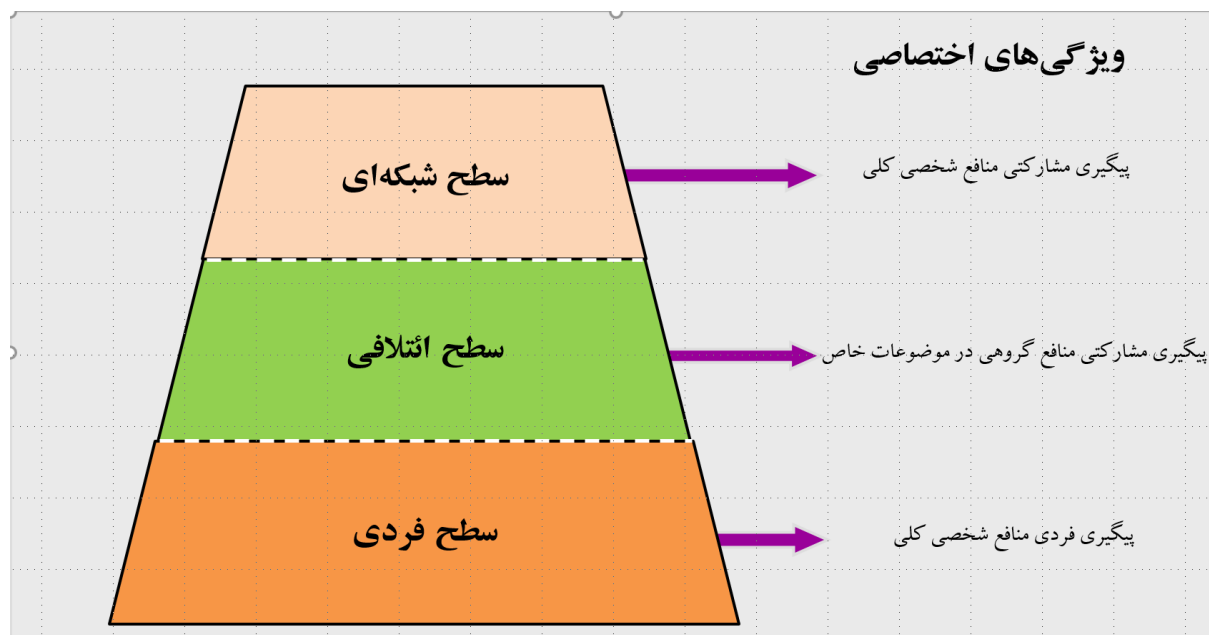 ویژگی‌های اختصاصی
سطح شبکه‌ای
پیگیری مشارکتی منافع شخصی کلی
سطح ائتلافی
پیگیری مشارکتی منافع گروهی در موضوعات خاص
سطح فردی
پیگیری فردی منافع شخصی کلی